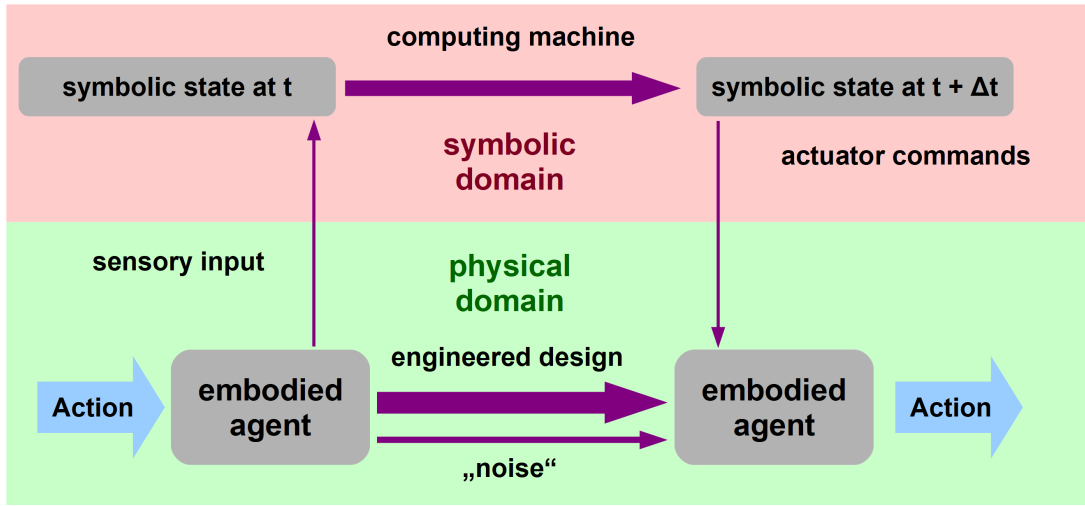 computing machine
symbolic state at t
symbolic state at t + Δt
symbolic
domain
actuator commands
sensory input
physical
domain
engineered design
Action
embodied
agent
embodied
agent
Action
„noise“